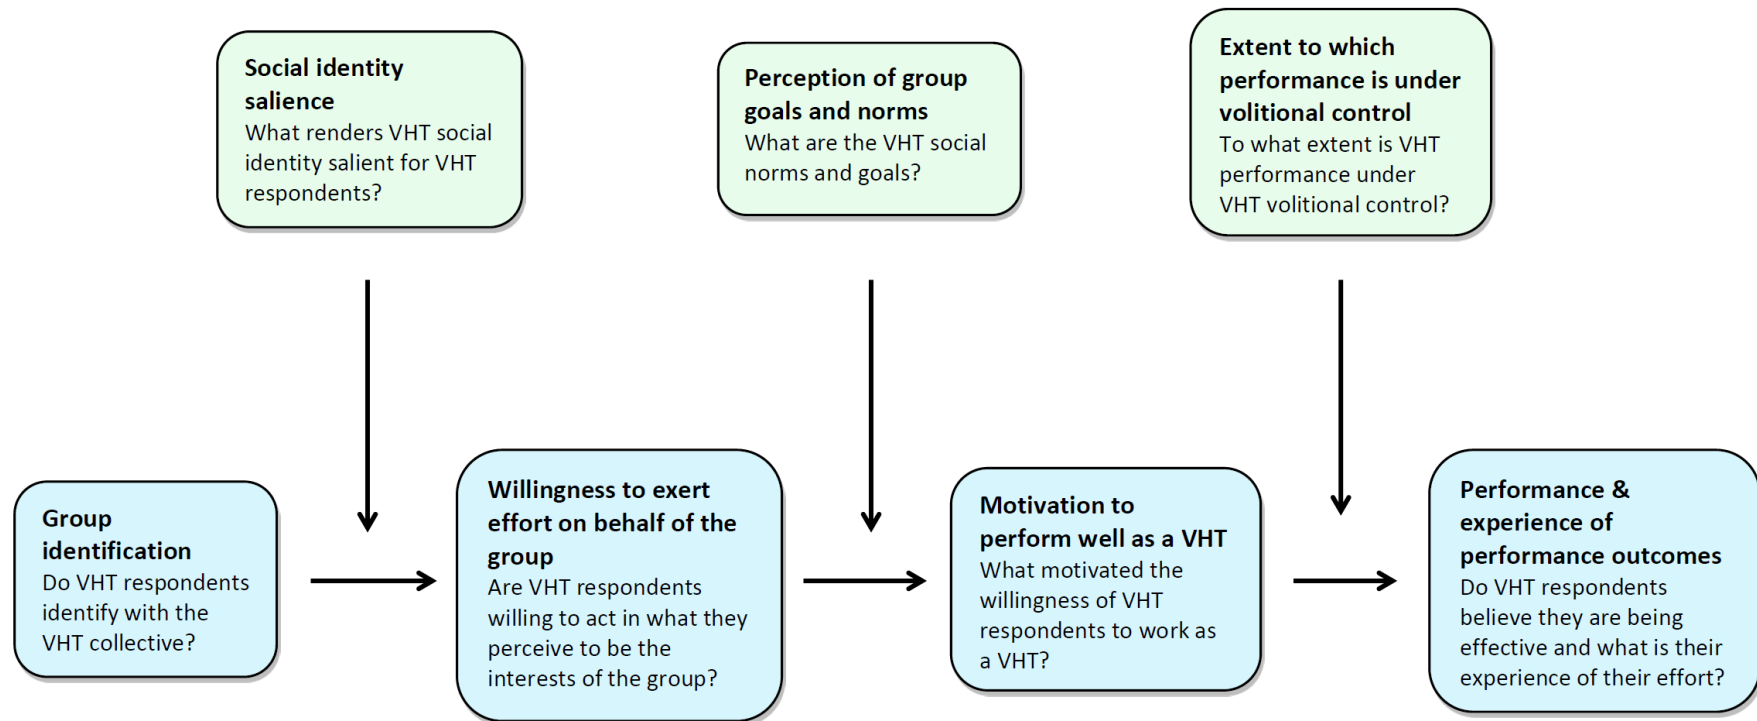 Social identity
salience
What renders VHT social
identity salient for VHT
respondents?
Perception of group
goals and norms
What are the VHT social
norms and goals?
Extent to which
performance is under
volitional control
To what extent is VHT
performance under
VHT volitional control?
Group
identification
Do VHT respondents
identify with the
VHT collective?
Willingness to exert
effort on behalf of the
group
Are VHT respondents
willing to act in what they
perceive to be the
interests of the group?
Motivation to
perform well as a VHT
What motivated the
willingness of VHT
respondents to work as
a VHT?
Performance &
experience of
performance outcomes
Do VHT respondents
believe they are being
effective and what is their
experience of their effort?